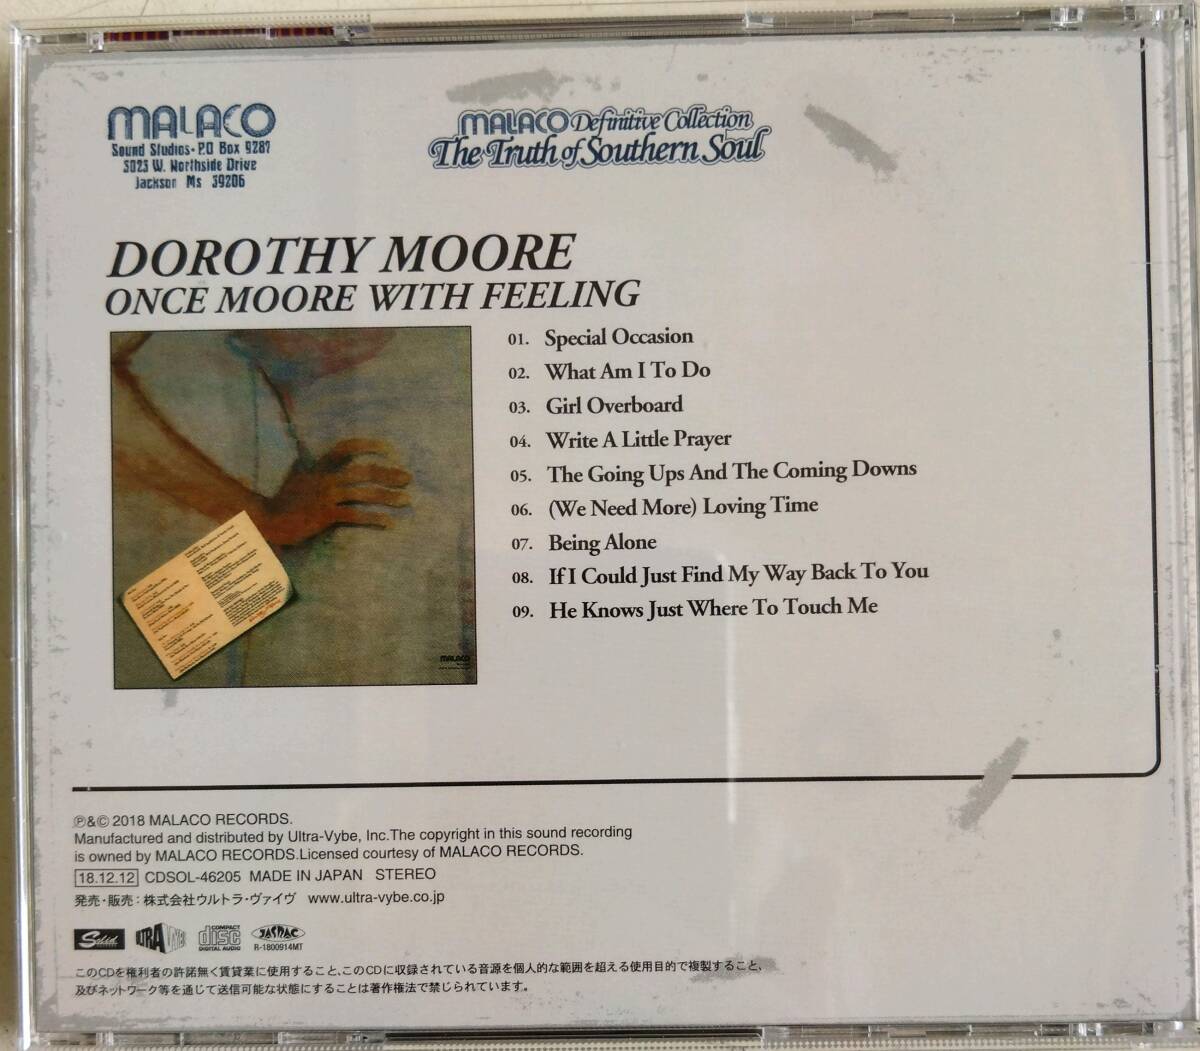 MALACO
Sound Studios · P.O Box 9287
3023 W. Northside Drive
Jackson Ms 39206
MALACO Definitive Collection
The Truth of Southern Soul
DOROTHY MOORE
ONCE MOORE WITH FEELING
01. Special Occasion
02. What Am I To Do
03. Girl Overboard
04. Write A Little Prayer
05. The Going Ups And The Coming Downs
06. (We Need More) Loving Time
07. Being Alone
08. If I Could Just Find My Way Back To You
09. He Knows Just Where To Touch Me
MALACO
℗&© 2018 MALACO RECORDS.
Manufactured and distributed by Ultra-Vybe, Inc.The copyright in this sound recording
is owned by MALACO RECORDS.Licensed courtesy of MALACO RECORDS.
18.12.12 CDSOL-46205 MADE IN JAPAN STEREO
発売・販売：株式会社ウルトラ・ヴァイヴ www.ultra-vybe.co.jp
Solid ULTRA VYBE COMPACT disc DIGITAL AUDIO JASRAC
R-1800914MT
このCDを権利者の許諾無く賃貸業に使用すること、このCDに収録されている音源を個人的な範囲を超える使用目的で複製すること、
及びネットワーク等を通じて送信可能な状態にすることは著作権法で禁じられています。